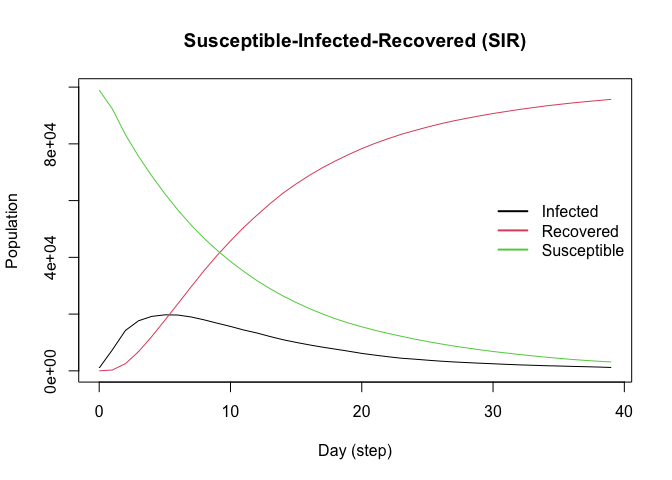 Susceptible-Infected-Recovered (SIR)
8e+04
4e+04
0e+00
Population
Infected
Recovered
Susceptible
0 10 20 30 40
Day (step)